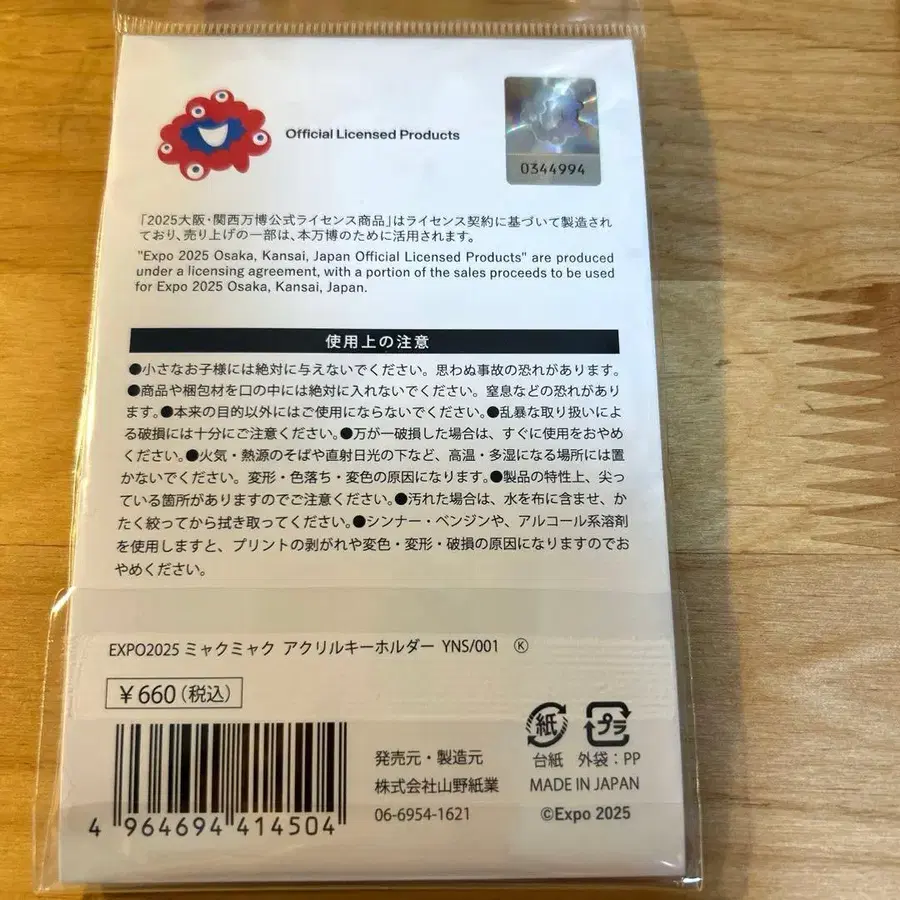 Official Licensed Products
0344994
「2025大阪・関西万博公式ライセンス商品」はライセンス契約に基づいて製造され
ており、売り上げの一部は、本万博のために活用されます。
"Expo 2025 Osaka, Kansai, Japan Official Licensed Products" are produced
under a licensing agreement, with a portion of the sales proceeds to be used
for Expo 2025 Osaka, Kansai, Japan.
使用上の注意
●小さなお子様には絶対に与えないでください。思わぬ事故の恐れがあります。
●商品や梱包材を口の中には絶対に入れないでください。窒息などの恐れがあり
ます。●本来の目的以外にはご使用にならないでください。●乱暴な取り扱いによ
る破損には十分にご注意ください。●万が一破損した場合は、すぐに使用をおやめ
ください。●火気・熱源のそばや直射日光の下など、高温・多湿になる場所には置
かないでください。変形・色落ち・変色の原因になります。●製品の特性上、尖っ
ている箇所がありますのでご注意ください。●汚れた場合は、水を布に含ませ、か
たく絞ってから拭き取ってください。●シンナー・ベンジンや、アルコール系溶剤
を使用しますと、プリントの剥がれや変色・変形・破損の原因になりますのでお
やめください。
EXPO2025 ミャクミャク アクリルキーホルダー YNS/001 Ⓚ
¥660(税込)
4 964694 414504
発売元・製造元
株式会社山野紙業
06-6954-1621
紙 プラ
台紙 外袋:PP
MADE IN JAPAN
©Expo 2025